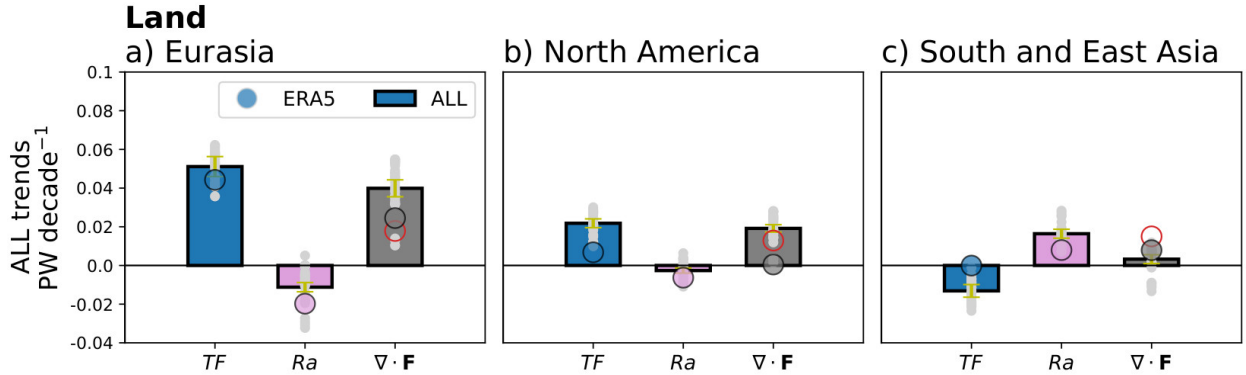 Land
a) Eurasia
b) North America
c) South and East Asia
ALL trends
PW decade⁻¹
0.1
0.08
0.06
0.04
0.02
0.0
-0.02
-0.04
ERA5
ALL
TF Ra ∇ · F
TF Ra ∇ · F
TF Ra ∇ · F